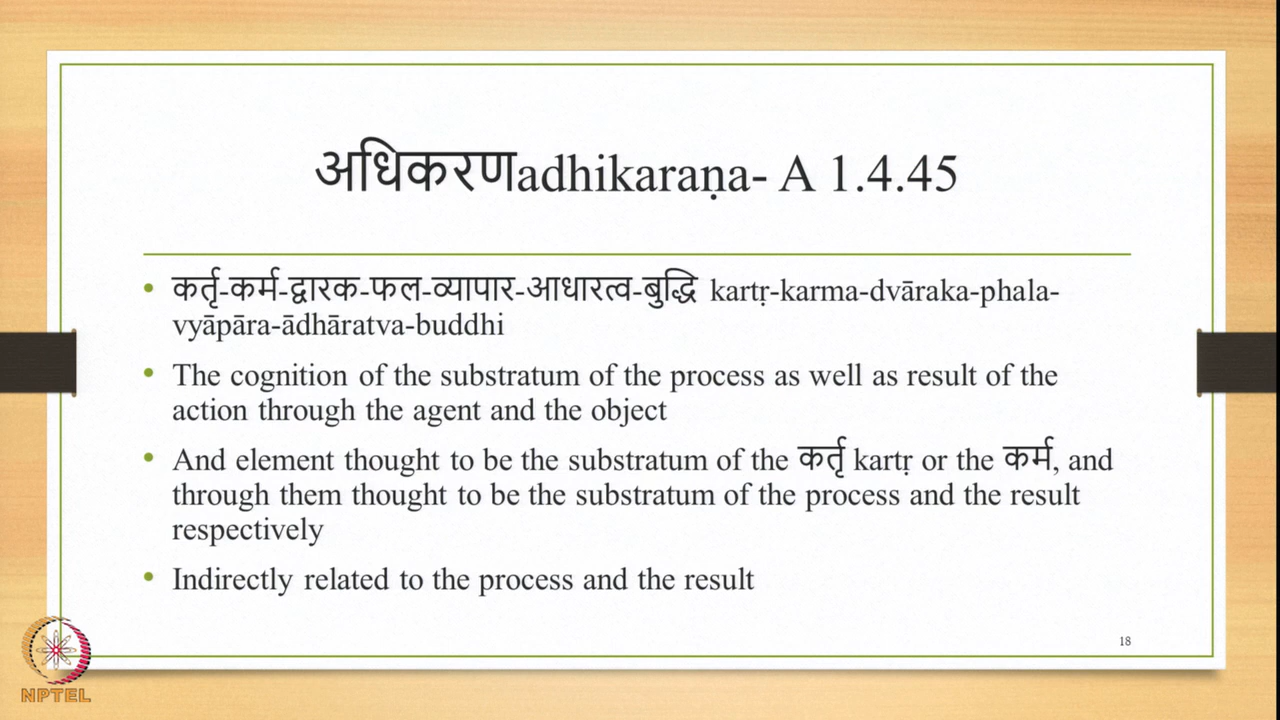 अधिकरणadhikaraṇa- A 1.4.45
• कर्तृ-कर्म-द्वारक-फल-व्यापार-आधारत्व-बुद्धि kartṛ-karma-dvāraka-phala-
vyāpāra-ādhāratva-buddhi
• The cognition of the substratum of the process as well as result of the
action through the agent and the object
• And element thought to be the substratum of the कर्तृ kartṛ or the कर्म, and
through them thought to be the substratum of the process and the result
respectively
• Indirectly related to the process and the result
18
NPTEL